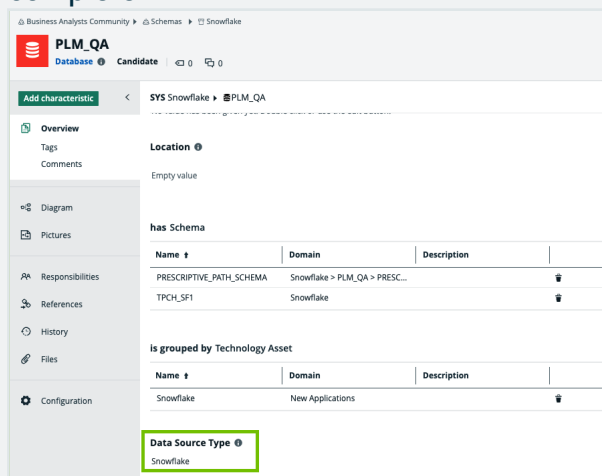 Business Analysts Community ▸ Schemas ▸ Snowflake
PLM_QA
Database Candidate 0 0
Add characteristic <
SYS Snowflake ▸ PLM_QA
Overview
Tags
Comments
Location
Empty value
Diagram
Pictures
has Schema
Name ↑ Domain Description
PRESCRIPTIVE_PATH_SCHEMA Snowflake > PLM_QA > PRESC...
TPCH_SF1 Snowflake
Responsibilities
References
History
Files
is grouped by Technology Asset
Name ↑ Domain Description
Snowflake New Applications
Configuration
Data Source Type
Snowflake